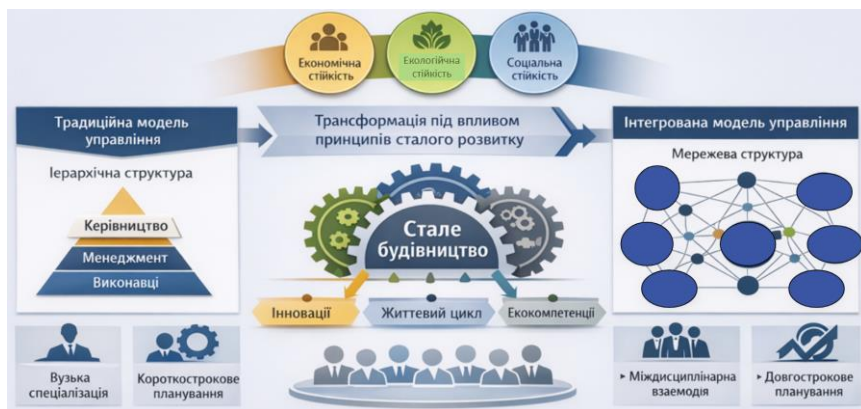 Економічна
стійкість
Екологійчна
стійкість
Соціальна
стійкість
Традиційна модель
управління
Трансформація під впливом
принципів сталого розвитку
Інтегрована модель управління
Ієрархічна структура
Керівництво
Менеджмент
Виконавці
Стале
будівництво
Мережева структура
Інновації
Життєвий цикл
Екокомпетенції
Вузька
спеціалізація
Короткострокове
планування
▸ Міждисциплінарна
взаємодія
▸ Довгострокове
планування